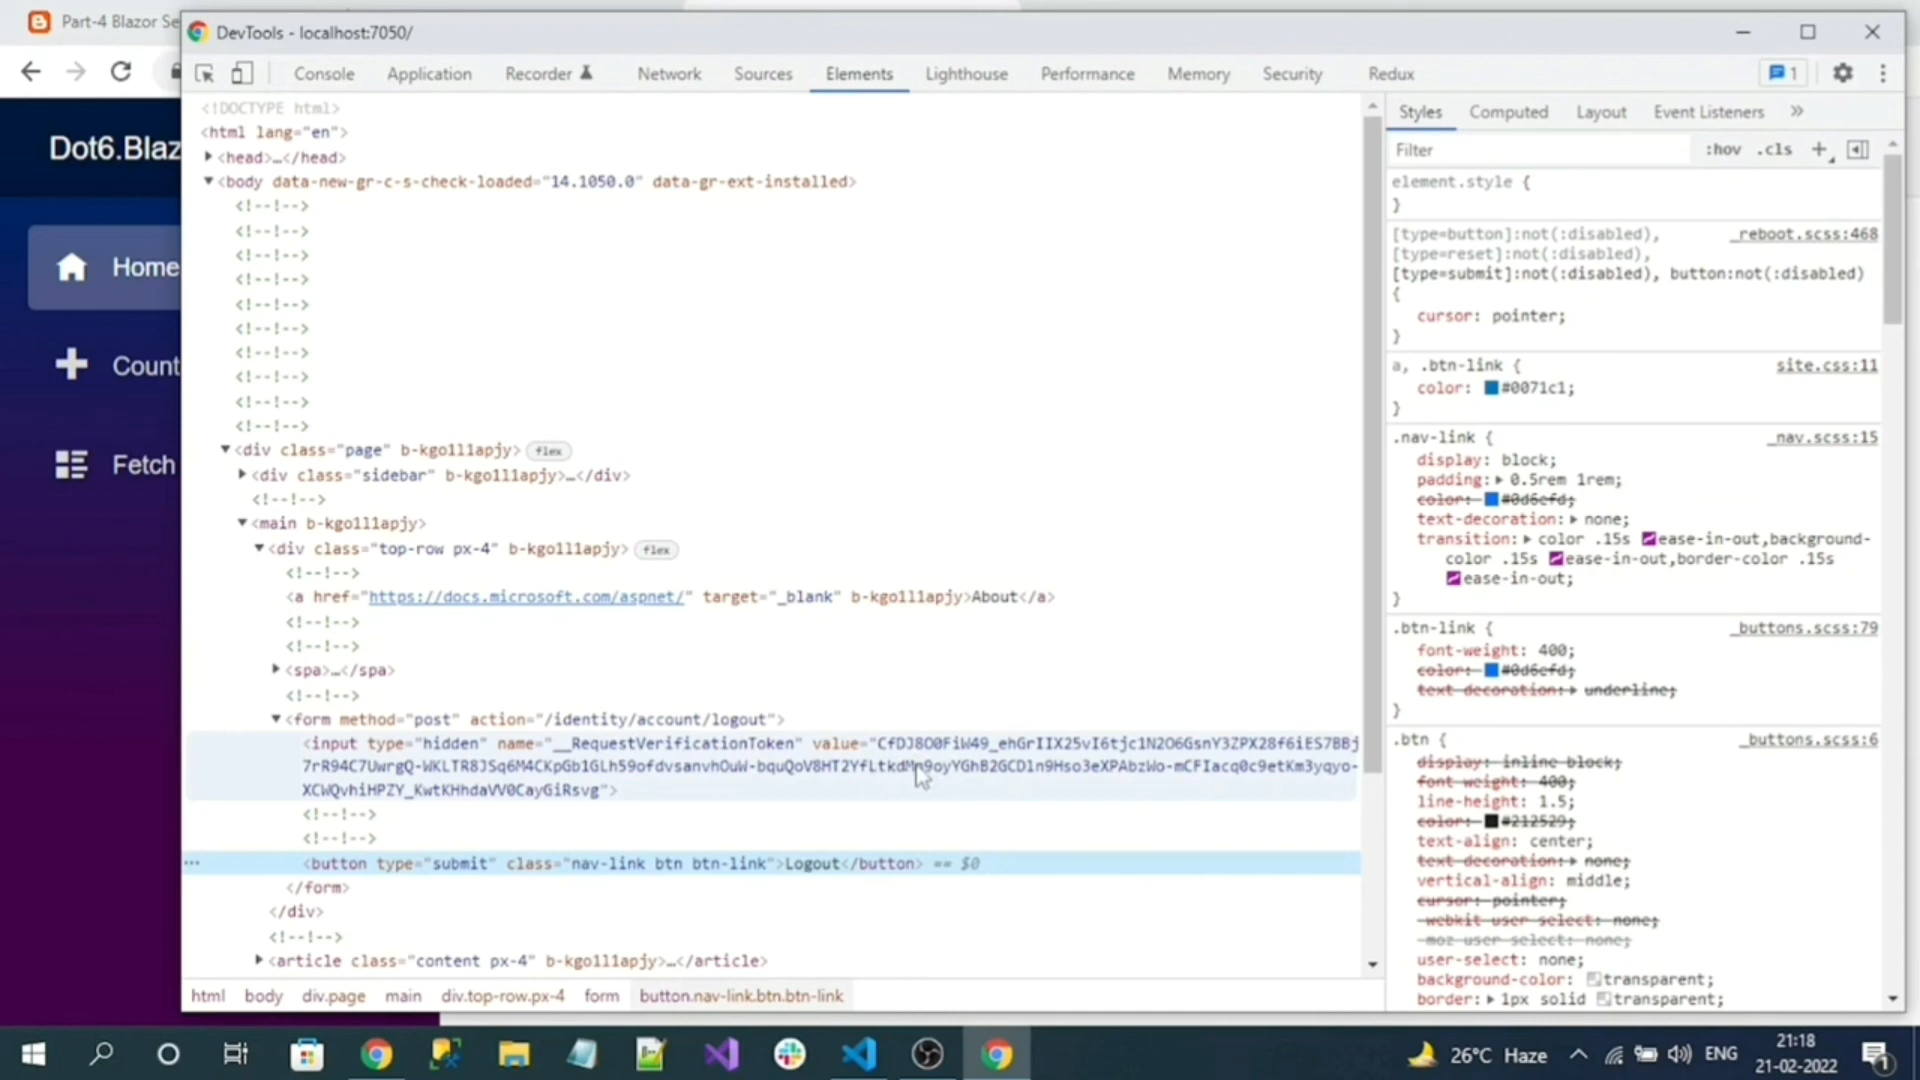 Part-4 Blazor Se
DevTools - localhost:7050/
Console Application Recorder Network Sources Elements Lighthouse Performance Memory Security Redux 1
Dot6.Blaz
Home
Count
Fetch
<!DOCTYPE html>
<html lang="en">
<head>…</head>
<body data-new-gr-c-s-check-loaded="14.1050.0" data-gr-ext-installed>
<!--!-->
<!--!-->
<!--!-->
<!--!-->
<!--!-->
<!--!-->
<!--!-->
<!--!-->
<!--!-->
<!--!-->
<div class="page" b-kgo1l1apjy> flex
<div class="sidebar" b-kgo1l1apjy>…</div>
<!--!-->
<main b-kgo1l1apjy>
<div class="top-row px-4" b-kgo1l1apjy> flex
<!--!-->
<a href="https://docs.microsoft.com/aspnet/" target="_blank" b-kgo1l1apjy>About</a>
<!--!-->
<!--!-->
<spa>…</spa>
<!--!-->
<form method="post" action="/identity/account/logout">
<input type="hidden" name="__RequestVerificationToken" value="
<!--!-->
<!--!-->
<button type="submit" class="nav-link btn btn-link">Logout</button> == $0
</form>
</div>
<!--!-->
<article class="content px-4" b-kgo1l1apjy>…</article>
html body div.page main div.top-row.px-4 form button.nav-link.btn.btn-link
Styles Computed Layout Event Listeners
Filter :hov .cls
element.style {
}
[type=button]:not(:disabled), _reboot.scss:468
[type=reset]:not(:disabled),
[type=submit]:not(:disabled), button:not(:disabled)
{
cursor: pointer;
}
a, .btn-link { site.css:11
color: #0071c1;
}
.nav-link { _nav.scss:15
display: block;
padding: 0.5rem 1rem;
color: #0d6efd;
text-decoration: none;
transition: color .15s ease-in-out,background-
color .15s ease-in-out,border-color .15s
ease-in-out;
}
.btn-link { _buttons.scss:79
font-weight: 400;
color: #0d6efd;
text-decoration: underline;
}
.btn { _buttons.scss:6
display: inline-block;
font-weight: 400;
line-height: 1.5;
color: #212529;
text-align: center;
text-decoration: none;
vertical-align: middle;
cursor: pointer;
-webkit-user-select: none;
-moz-user-select: none;
user-select: none;
background-color: transparent;
border: 1px solid transparent;
26°C Haze ENG 21:18
21-02-2022
1